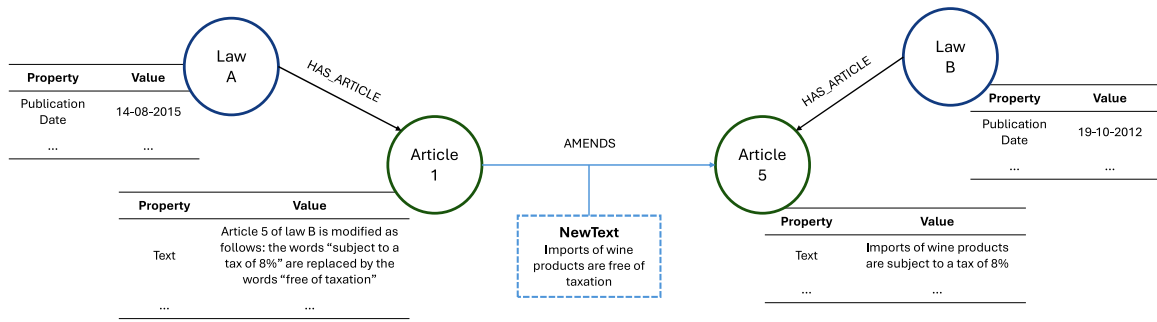 Law
A
Property Value
Publication
Date
14-08-2015
... ...
HAS_ARTICLE
Article
1
Property Value
Text
Article 5 of law B is modified as
follows: the words “subject to a
tax of 8%” are replaced by the
words “free of taxation”
... ...
AMENDS
NewText
Imports of wine
products are free of
taxation
Law
B
HAS_ARTICLE
Property Value
Publication
Date
19-10-2012
... ...
Article
5
Property Value
Text
Imports of wine products
are subject to a tax of 8%
... ...